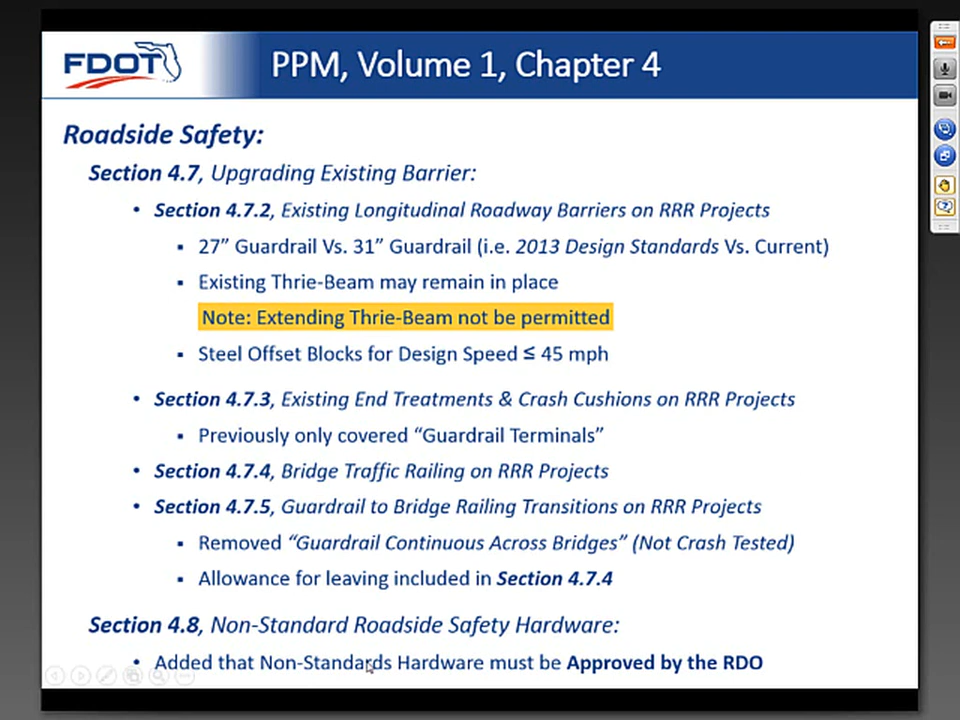 FDOT
PPM, Volume 1, Chapter 4
Roadside Safety:
Section 4.7, Upgrading Existing Barrier:
• Section 4.7.2, Existing Longitudinal Roadway Barriers on RRR Projects
▪ 27” Guardrail Vs. 31” Guardrail (i.e. 2013 Design Standards Vs. Current)
▪ Existing Thrie-Beam may remain in place
Note: Extending Thrie-Beam not be permitted
▪ Steel Offset Blocks for Design Speed ≤ 45 mph
• Section 4.7.3, Existing End Treatments & Crash Cushions on RRR Projects
▪ Previously only covered “Guardrail Terminals”
• Section 4.7.4, Bridge Traffic Railing on RRR Projects
• Section 4.7.5, Guardrail to Bridge Railing Transitions on RRR Projects
▪ Removed “Guardrail Continuous Across Bridges” (Not Crash Tested)
▪ Allowance for leaving included in Section 4.7.4
Section 4.8, Non-Standard Roadside Safety Hardware:
• Added that Non-Standards Hardware must be Approved by the RDO